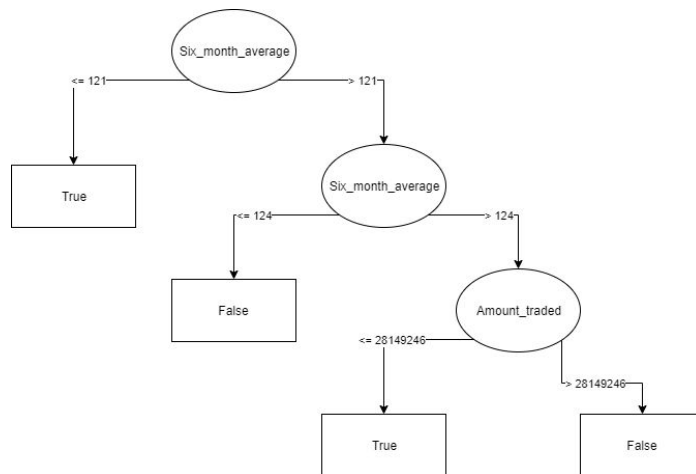 Six_month_average
<= 121
> 121
True
Six_month_average
<= 124
> 124
False
Amount_traded
<= 28149246
> 28149246
True
False